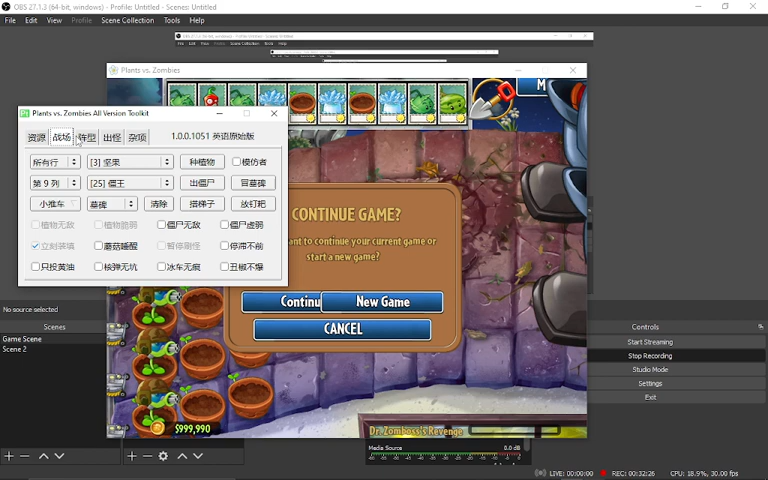 OBS 27.1.3 (64-bit, windows) - Profile: Untitled - Scenes: Untitled
File Edit View Profile Scene Collection Tools Help
Plants vs. Zombies
M
Plants vs. Zombies All Version Toolkit
资源 战场 阵型 出怪 杂项 1.0.0.1051 英语原始版
所有行 [3] 坚果 种植物 模仿者
第 9 列 [25] 僵王 出僵尸 冒墓碑
小推车 墓碑 清除 搭梯子 放钉耙
植物无敌 植物脆弱 僵尸无敌 僵尸虚弱
立刻装填 蘑菇唾醒 暂停刷怪 停滞不前
只投黄油 核弹无坑 冰车无痕 丑椒不爆
CONTINUE GAME?
ant to continue your current game or
start a new game?
Continu New Game
CANCEL
$999,990
Dr. Zomboss's Revenge
No source selected
Scenes
Game Scene
Scene 2
Controls
Start Streaming
Stop Recording
Studio Mode
Settings
Exit
Media Source 0.0 dB
LIVE: 00:00:00 REC: 00:32:26 CPU: 18.9%, 30.00 fps